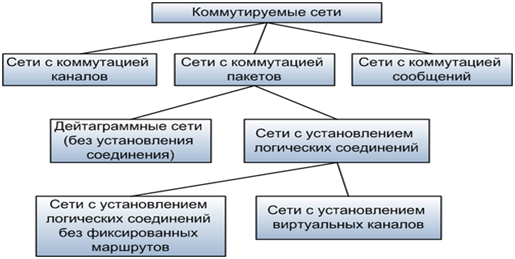 Коммутируемые сети
Сети с коммутацией
каналов
Сети с коммутацией
пакетов
Сети с коммутацией
сообщений
Дейтаграммные сети
(без установления
соединения)
Сети с установлением
логических соединений
Сети с установлением
логических соединений
без фиксированных
маршрутов
Сети с установлением
виртуальных каналов